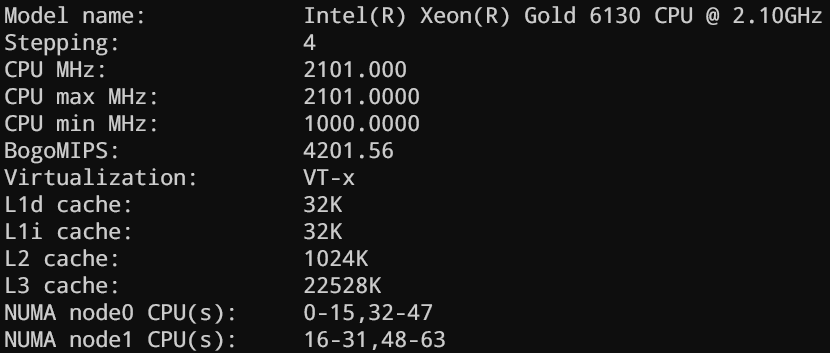 Model name: Intel(R) Xeon(R) Gold 6130 CPU @ 2.10GHz
Stepping: 4
CPU MHz: 2101.000
CPU max MHz: 2101.0000
CPU min MHz: 1000.0000
BogoMIPS: 4201.56
Virtualization: VT-x
L1d cache: 32K
L1i cache: 32K
L2 cache: 1024K
L3 cache: 22528K
NUMA node0 CPU(s): 0-15,32-47
NUMA node1 CPU(s): 16-31,48-63